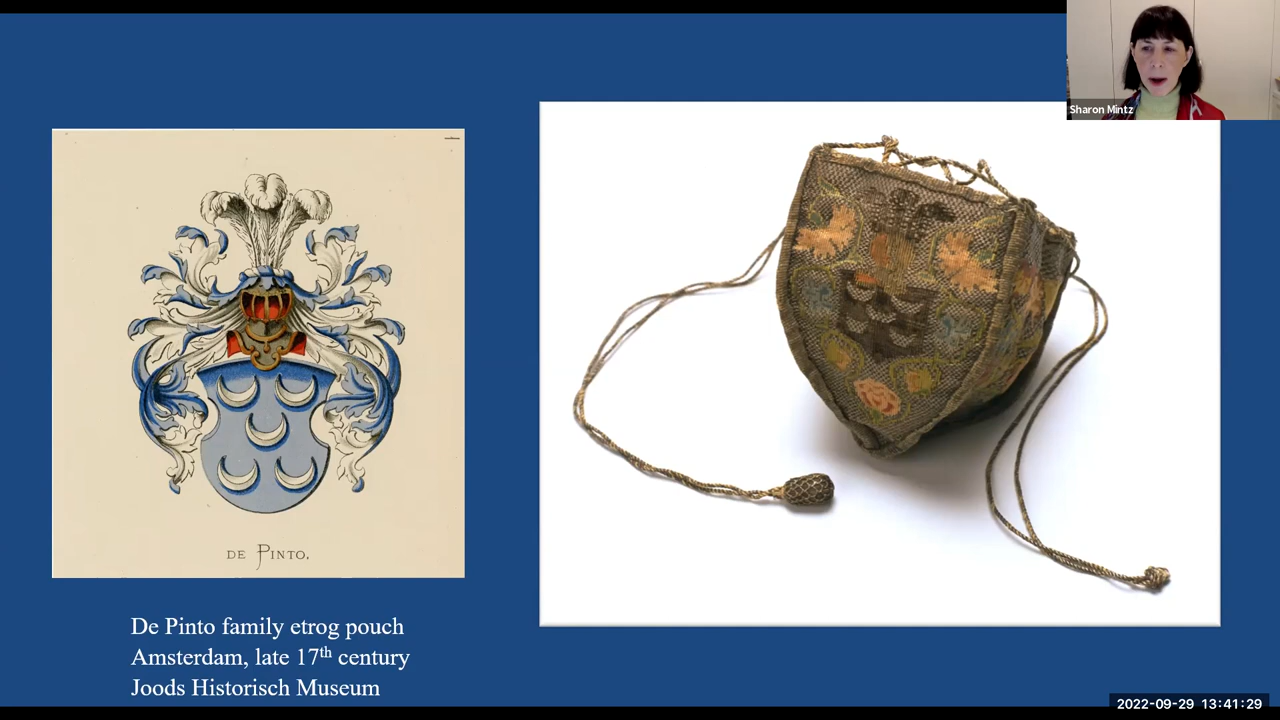 Sharon Mintz
DE PINTO.
De Pinto family etrog pouch
Amsterdam, late 17th century
Joods Historisch Museum
2022-09-29 13:41:29